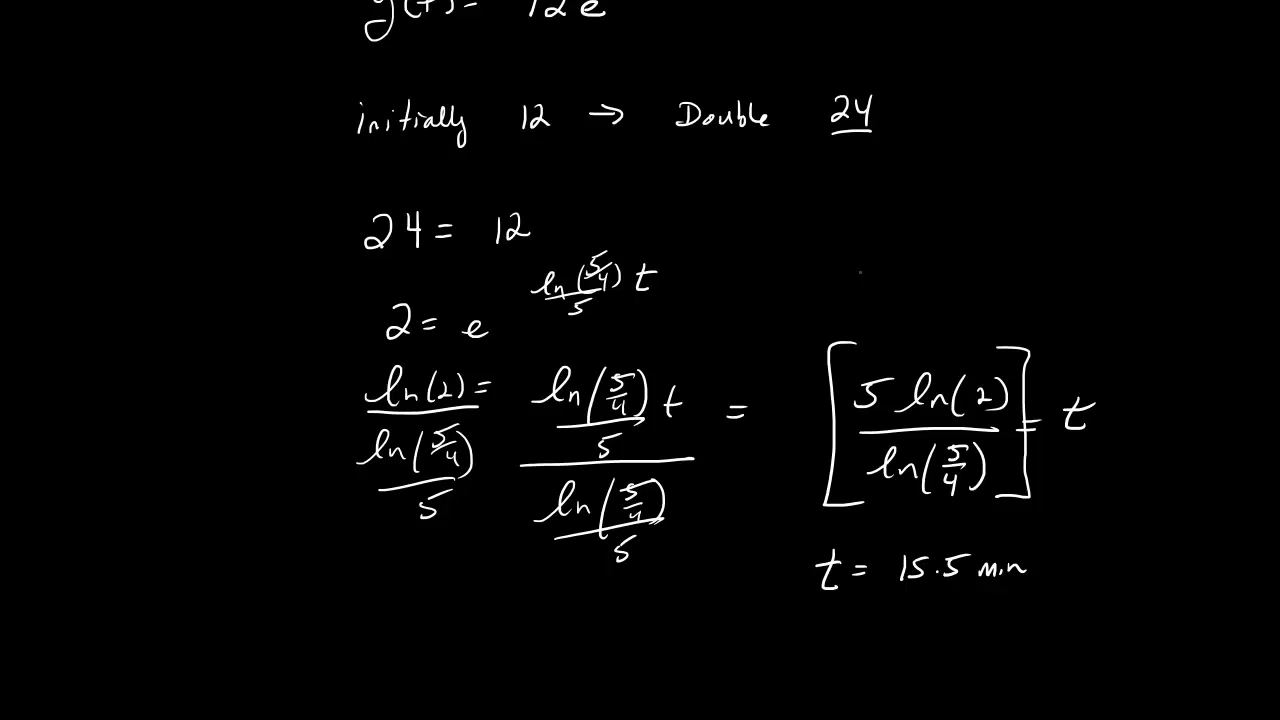 y(t) = 12e
initially 12 → Double 24
24 = 12
2 = e^(ln(5/4)/5 t)
ln(2)/(ln(5/4)/5) = (ln(5/4)/5 t)/(ln(5/4)/5) = [5 ln(2)/ln(5/4)] = t
t = 15.5 min